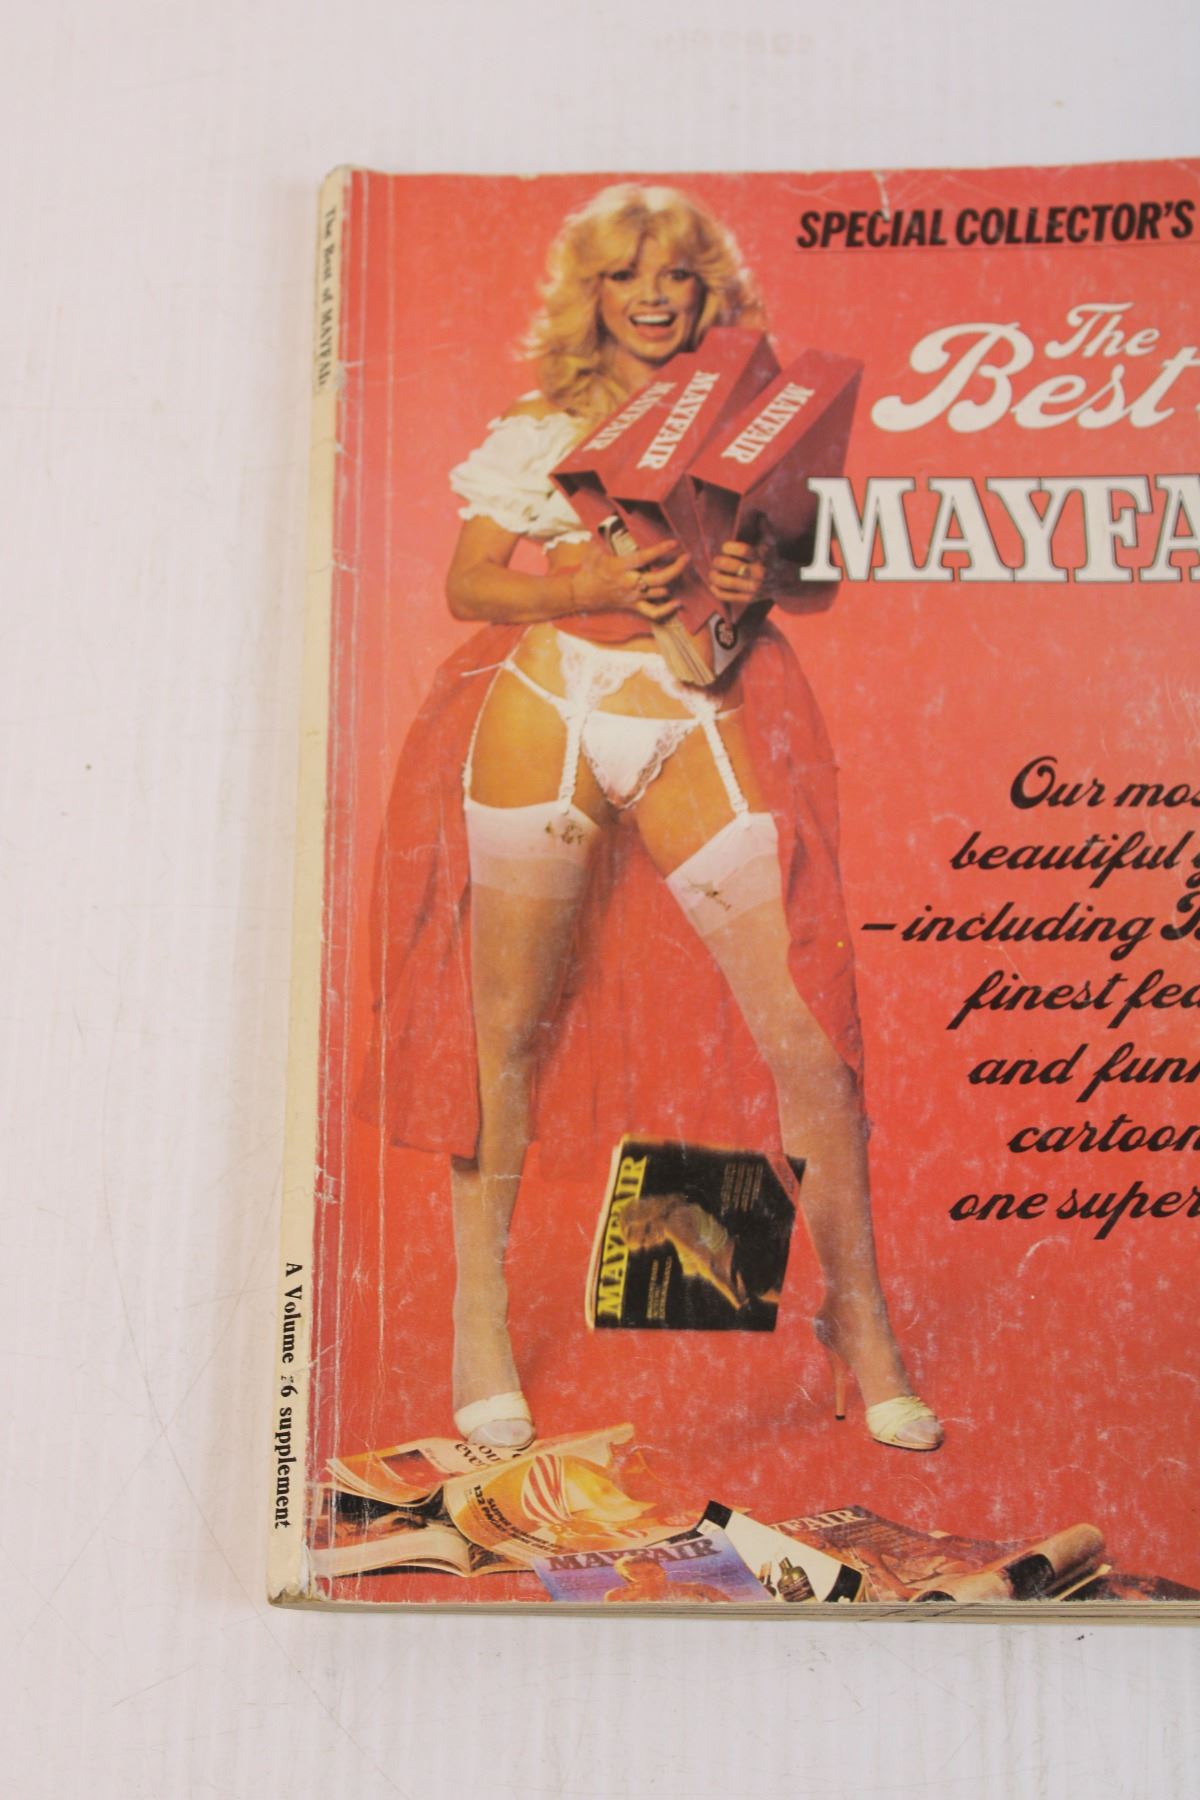 SPECIAL COLLECTOR'S
The
Best
MAYFA
Our mos
beautiful g
—including B
finest fea
and funn
cartoon
one super
MAYFAIR
MAYFAIR
MAYFAIR
MAYFAIR
MAYFAIR
The Best of MAYFAIR
A Volume 16 supplement